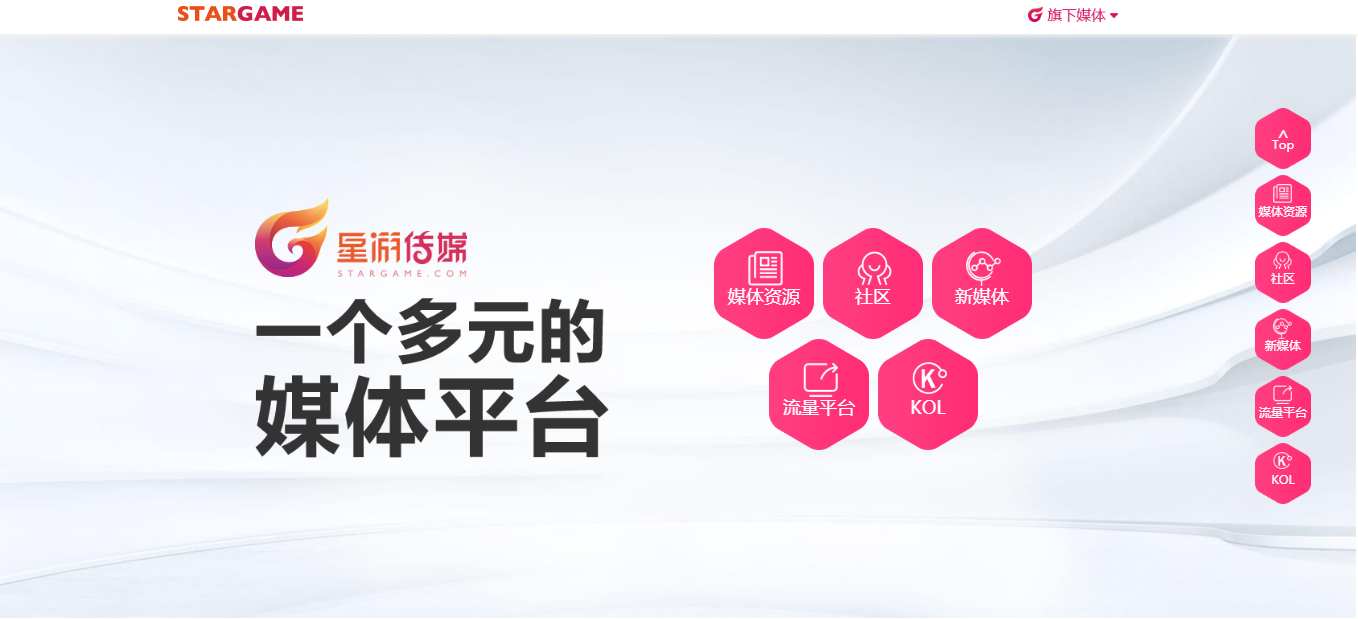 STARGAME
旗下媒体
星游传媒
STARGAME.COM
一个多元的
媒体平台
媒体资源
社区
新媒体
流量平台
KOL
Top
媒体资源
社区
新媒体
流量平台
KOL